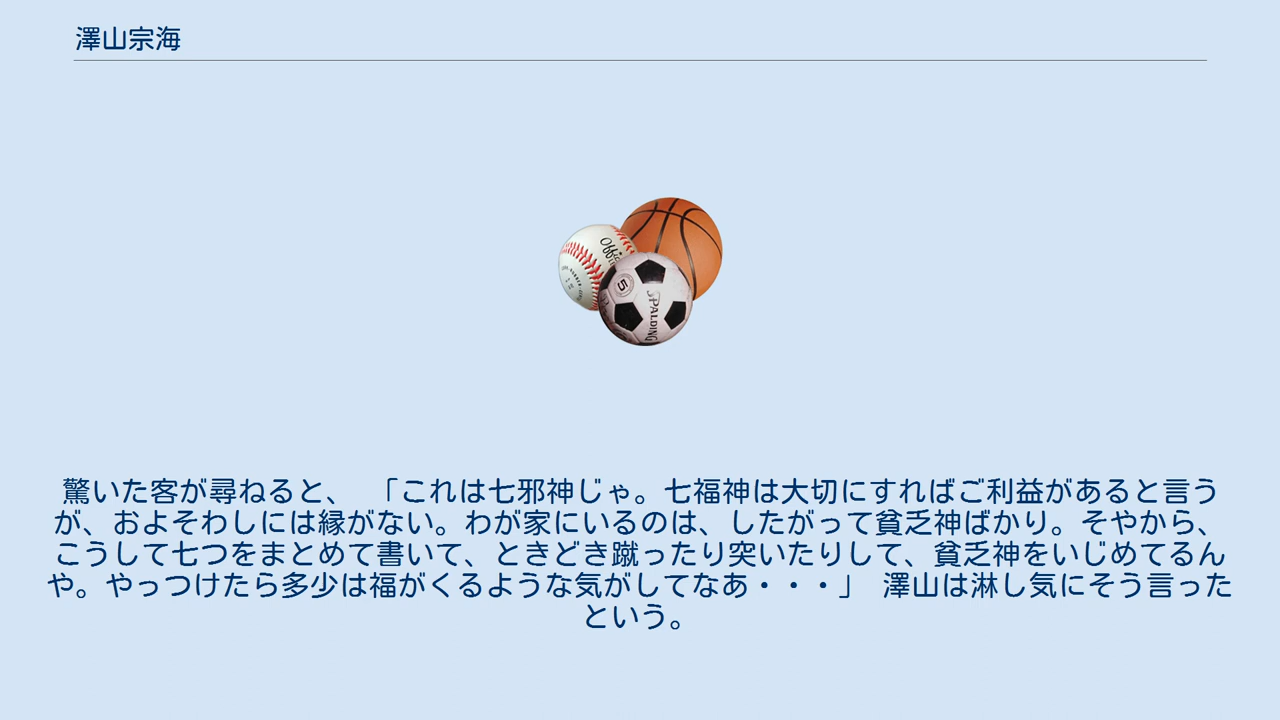 澤山宗海
Offic
5
SPALDING
驚いた客が尋ねると、　「これは七邪神じゃ。七福神は大切にすればご利益があると言う
が、およそわしには縁がない。わが家にいるのは、したがって貧乏神ばかり。そやから、
こうして七つをまとめて書いて、ときどき蹴ったり突いたりして、貧乏神をいじめてるん
や。やっつけたら多少は福がくるような気がしてなあ・・・」　澤山は淋し気にそう言った
という。